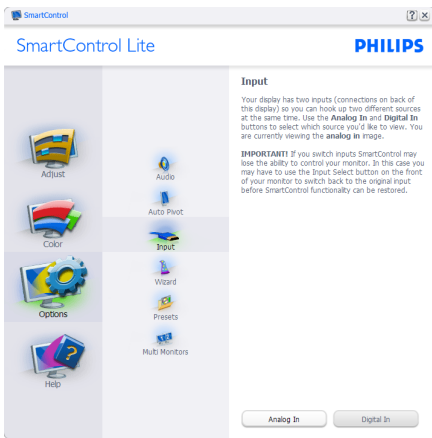 SmartControl
SmartControl Lite
PHILIPS
Adjust
Color
Options
Help
Audio
Auto Pivot
Input
Wizard
Presets
Multi Monitors
Input
Your display has two inputs (connections on back of
this display) so you can hook up two different sources
at the same time. Use the Analog In and Digital In
buttons to select which source you'd like to view. You
are currently viewing the analog in image.
IMPORTANT! If you switch inputs SmartControl may
lose the ability to control your monitor. In this case you
may have to use the Input Select button on the front
of your monitor to switch back to the original input
before SmartControl functionality can be restored.
Analog In
Digital In